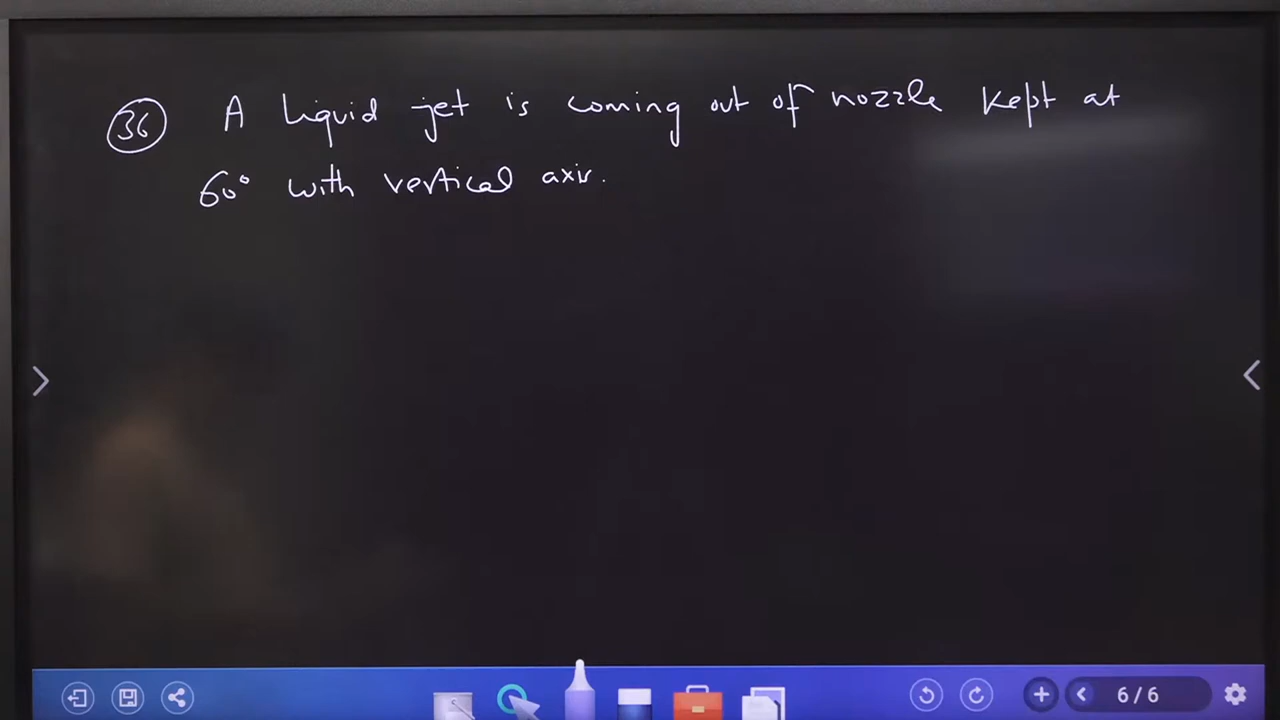 36 A Liquid jet is coming out of nozzle kept at
60° with vertical axis.
6/6